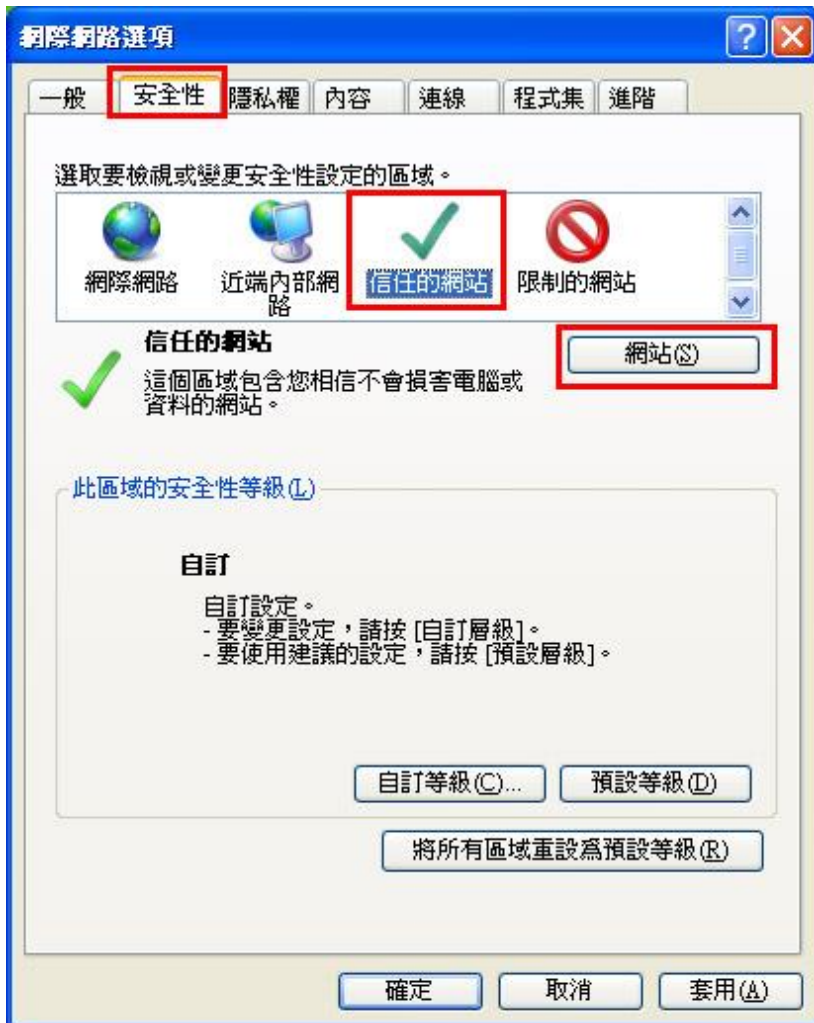 網際網路選項
一般 安全性 隱私權 內容 連線 程式集 進階
選取要檢視或變更安全性設定的區域。
網際網路 近端內部網路 信任的網站 限制的網站
信任的網站
網站(S)
這個區域包含您相信不會損害電腦或
資料的網站。
此區域的安全性等級(L)
自訂
自訂設定。
- 要變更設定，請按 [自訂層級]。
- 要使用建議的設定，請按 [預設層級]。
自訂等級(C)... 預設等級(D)
將所有區域重設為預設等級(R)
確定 取消 套用(A)